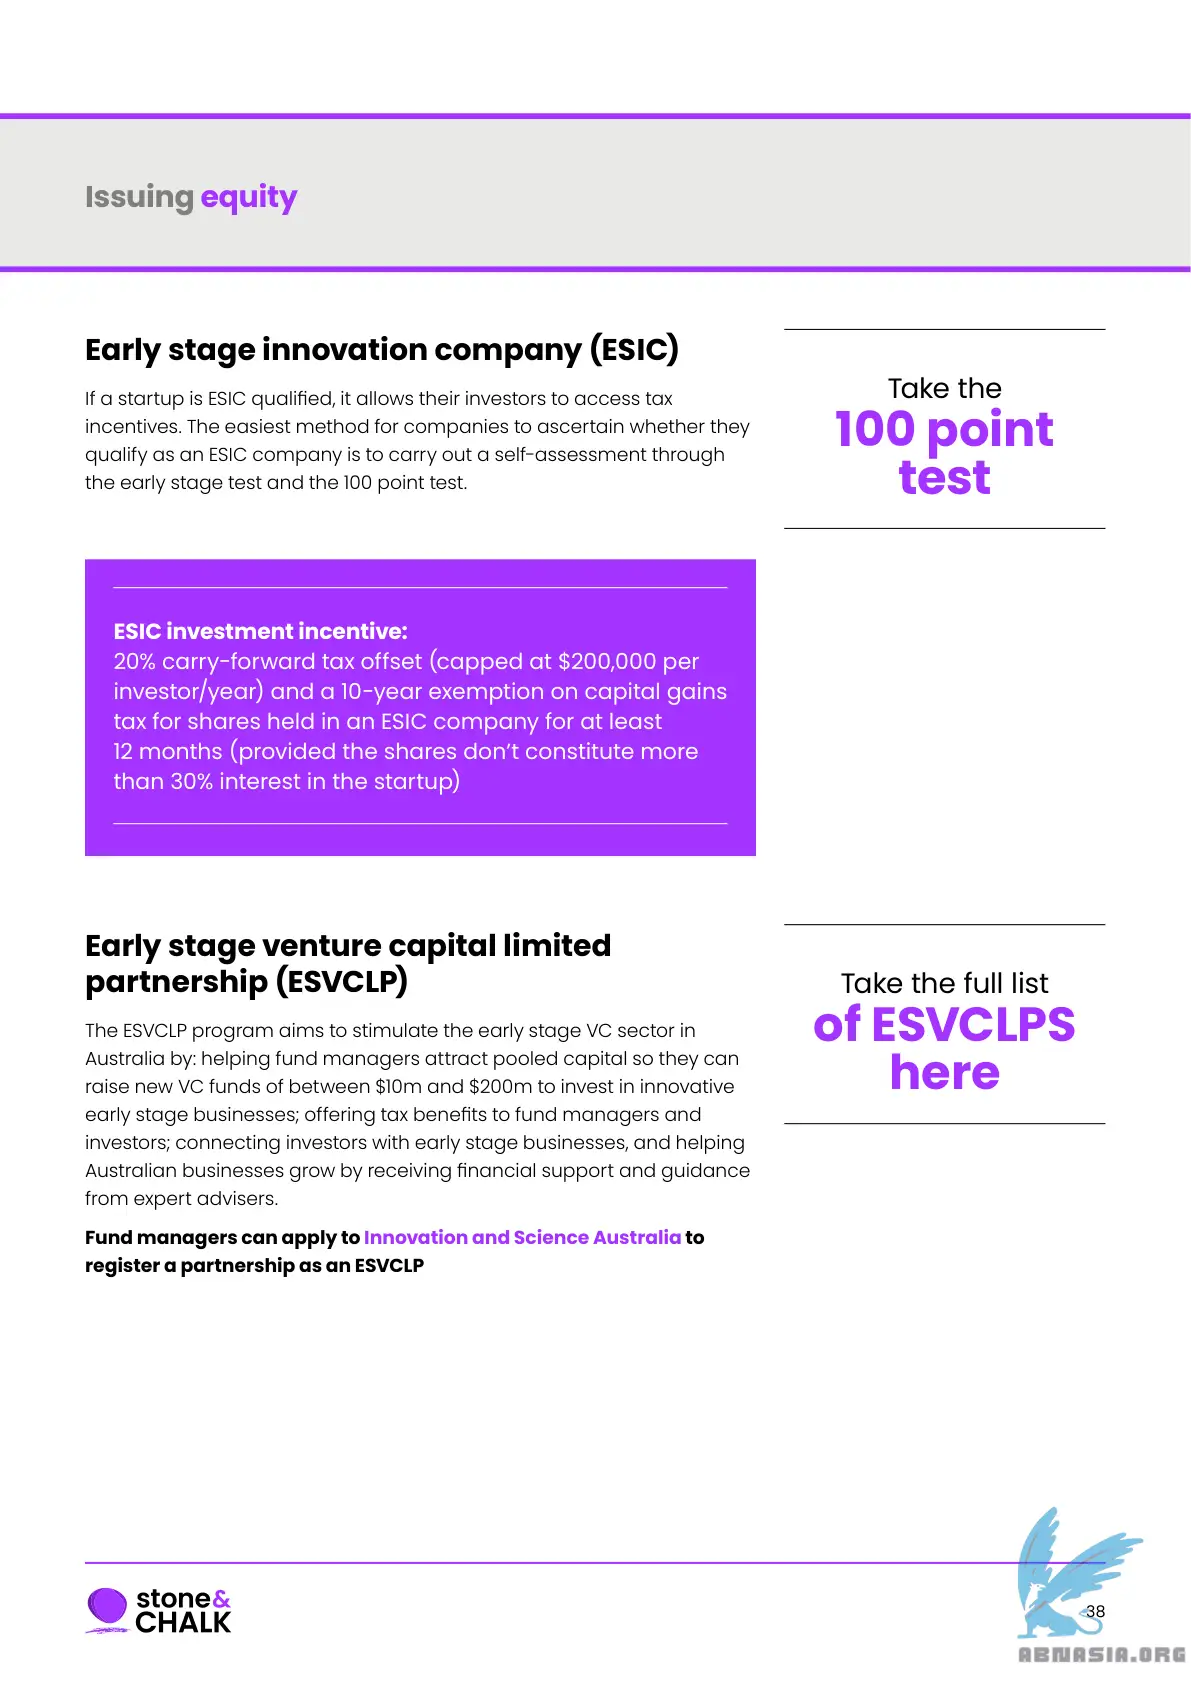 Issuing equity
Early stage innovation company (ESIC)
If a startup is ESIC qualified, it allows their investors to access tax
incentives. The easiest method for companies to ascertain whether they
qualify as an ESIC company is to carry out a self-assessment through
the early stage test and the 100 point test.
Take the
100 point
test
ESIC investment incentive:
20% carry-forward tax offset (capped at $200,000 per
investor/year) and a 10-year exemption on capital gains
tax for shares held in an ESIC company for at least
12 months (provided the shares don’t constitute more
than 30% interest in the startup)
Early stage venture capital limited
partnership (ESVCLP)
The ESVCLP program aims to stimulate the early stage VC sector in
Australia by: helping fund managers attract pooled capital so they can
raise new VC funds of between $10m and $200m to invest in innovative
early stage businesses; offering tax benefits to fund managers and
investors; connecting investors with early stage businesses, and helping
Australian businesses grow by receiving financial support and guidance
from expert advisers.
Fund managers can apply to Innovation and Science Australia to
register a partnership as an ESVCLP
Take the full list
of ESVCLPS
here
stone&
CHALK
38
ABNASIA.ORG